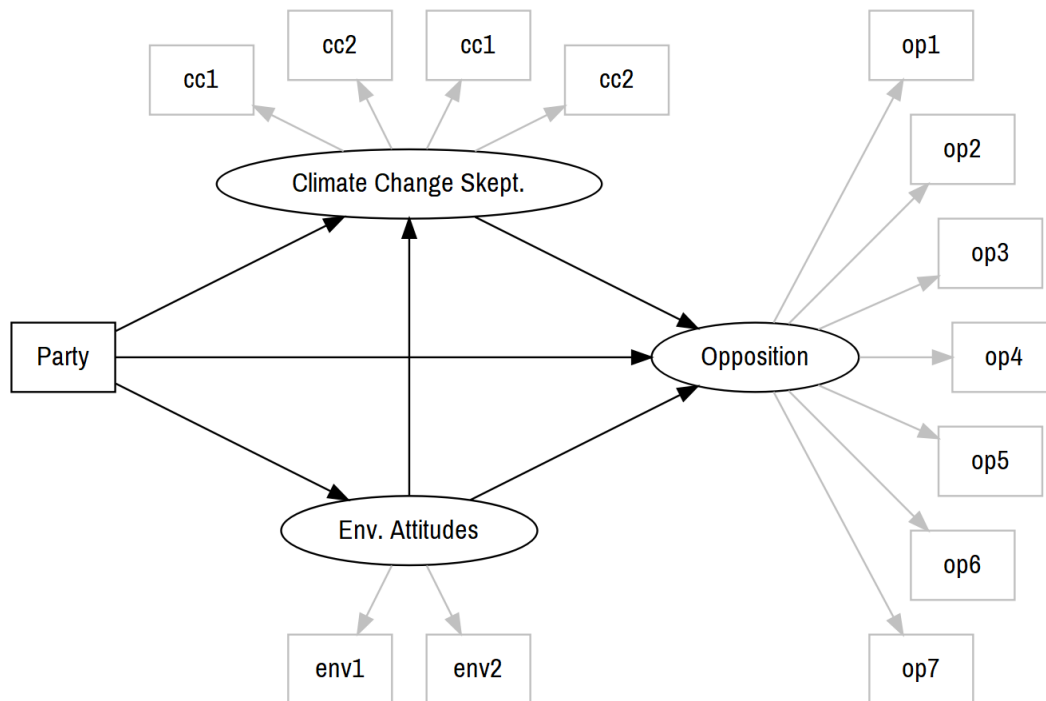 op1
cc2
cc1
cc1
cc2
op2
Climate Change Skept.
op3
Party
Opposition
op4
op5
Env. Attitudes
op6
env1
env2
op7